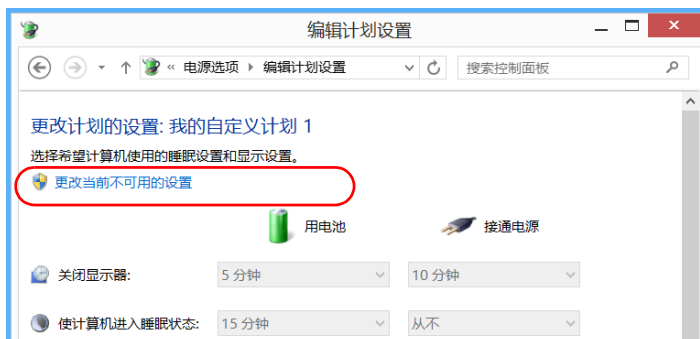 编辑计划设置
« 电源选项 ▸ 编辑计划设置 搜索控制面板
更改计划的设置: 我的自定义计划 1
选择希望计算机使用的睡眠设置和显示设置。
更改当前不可用的设置
用电池 接通电源
关闭显示器: 5 分钟 10 分钟
使计算机进入睡眠状态: 15 分钟 从不